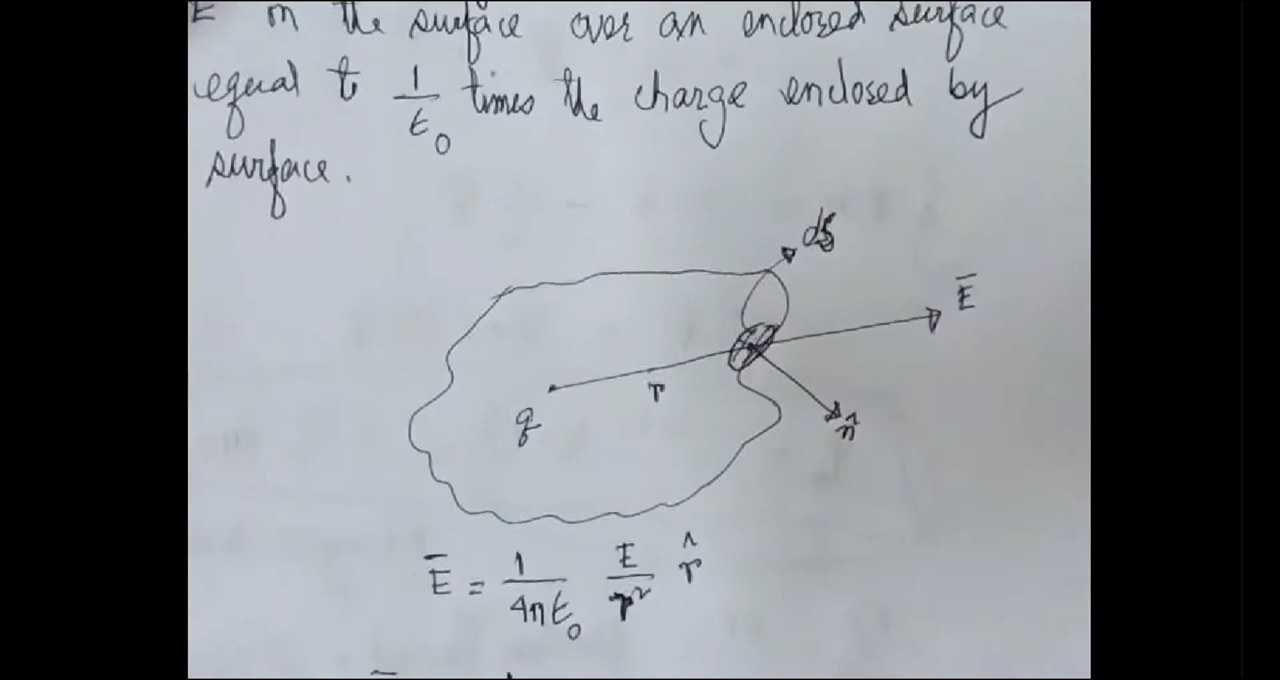 E on the surface over an enclosed surface
equal to 1/ε₀ times the charge enclosed by
surface.
ds
E̅
r
q
n̂
E̅ = 1/4πε₀ E/r² r̂